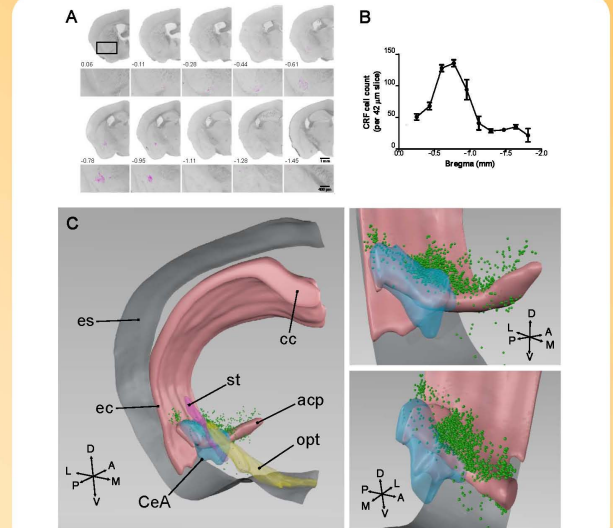 A
0.06 -0.11 -0.28 -0.44 -0.61
-0.78 -0.95 -1.11 -1.28 -1.45
1 mm
B
CRF cell count
(per 42 µm slice)
150
100
50
0
0.0 -0.5 -1.0 -1.5 -2.0
Bregma (mm)
C
es
cc
st
ec
acp
opt
CeA
D
L A
P M
V
D
L A
P M
V
D
M
L
P A
V